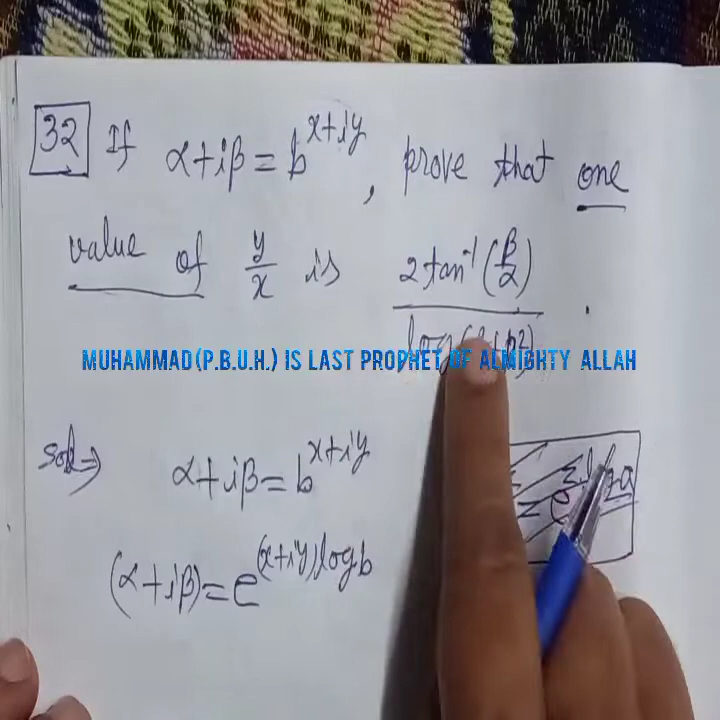 32 If α+iβ = b^(x+iy), prove that one
value of y/x is 2tan⁻¹(β/α) / log
MUHAMMAD(P.B.U.H.) IS LAST PROPHET OF ALMIGHTY ALLAH
Sol⇒ α+iβ = b^(x+iy)
(α+iβ) = e^((x+iy)logb)